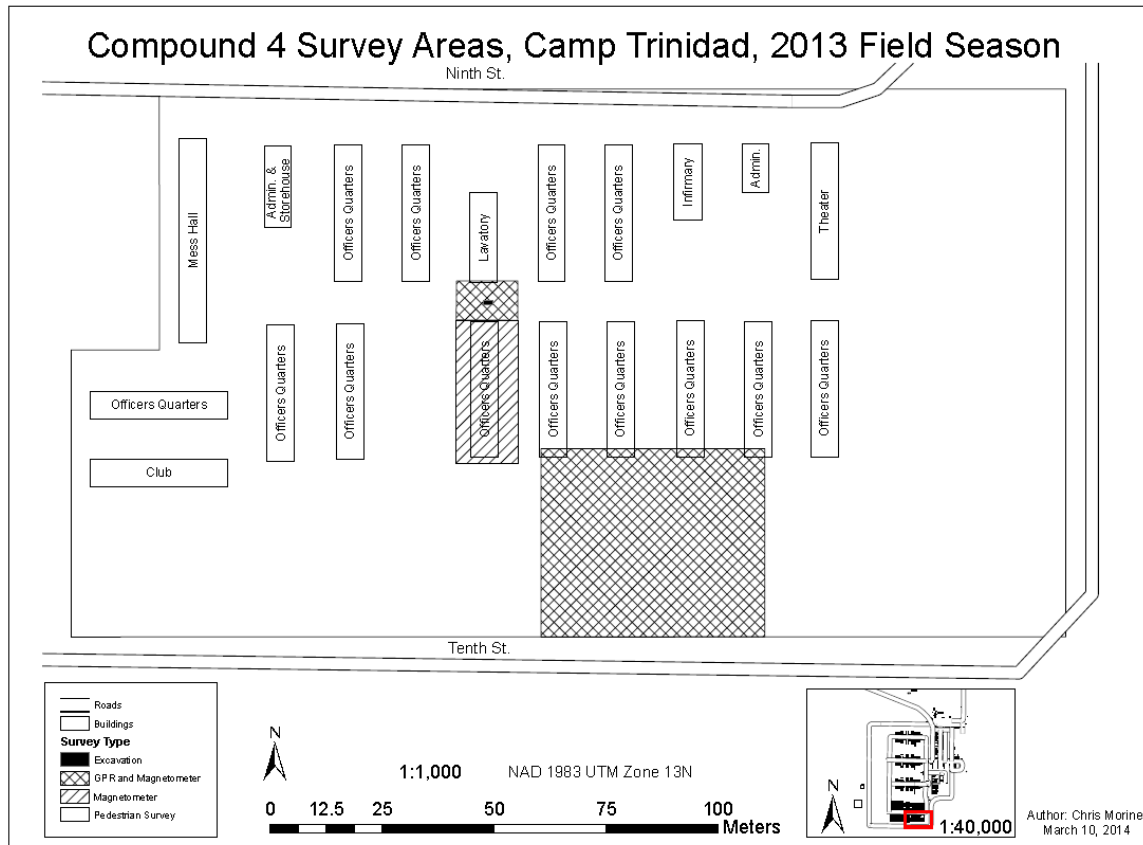 Compound 4 Survey Areas, Camp Trinidad, 2013 Field Season
Ninth St.
Mess Hall
Admin. &
Storehouse
Officers Quarters
Officers Quarters
Lavatory
Officers Quarters
Officers Quarters
Infirmary
Admin.
Theater
Officers Quarters
Officers Quarters
Officers Quarters
Officers Quarters
Officers Quarters
Officers Quarters
Officers Quarters
Officers Quarters
Officers Quarters
Club
Tenth St.
Roads
Buildings
Survey Type
Excavation
GPR and Magnetometer
Magnetometer
Pedestrian Survey
N
1:1,000
NAD 1983 UTM Zone 13N
0 12.5 25 50 75 100
Meters
N
1:40,000
Author: Chris Morine
March 10, 2014